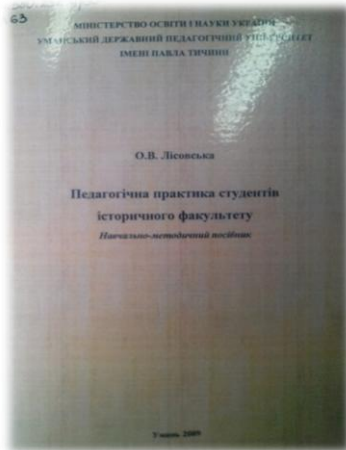 63
МІНІСТЕРСТВО ОСВІТИ І НАУКИ УКРАЇНИ
УМАНСЬКИЙ ДЕРЖАВНИЙ ПЕДАГОГІЧНИЙ УНІВЕРСИТЕТ
ІМЕНІ ПАВЛА ТИЧИНИ
О.В. Лісовська
Педагогічна практика студентів
історичного факультету
Навчально-методичний посібник
Умань 2009